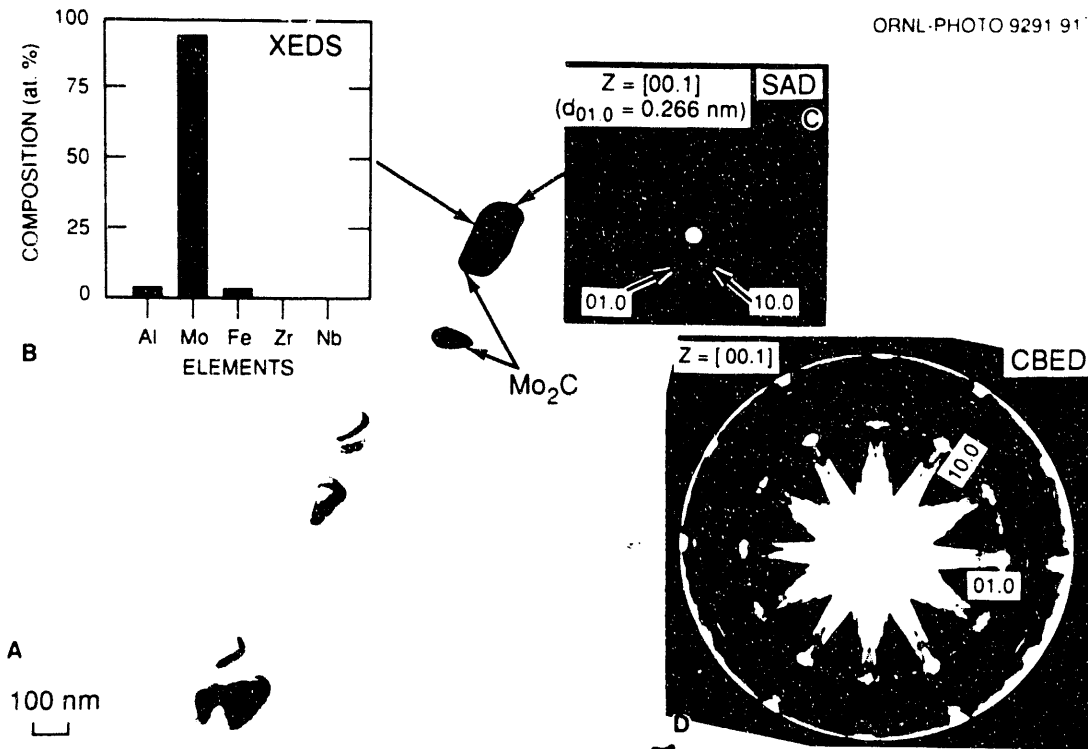 ORNL-PHOTO 9291 91
100
75
50
25
0
COMPOSITION (at. %)
XEDS
Al Mo Fe Zr Nb
ELEMENTS
B
Z = [00.1]
(d01.0 = 0.266 nm)
SAD
C
01.0
10.0
Mo2C
Z = [00.1]
CBED
10.0
01.0
D
A
100 nm